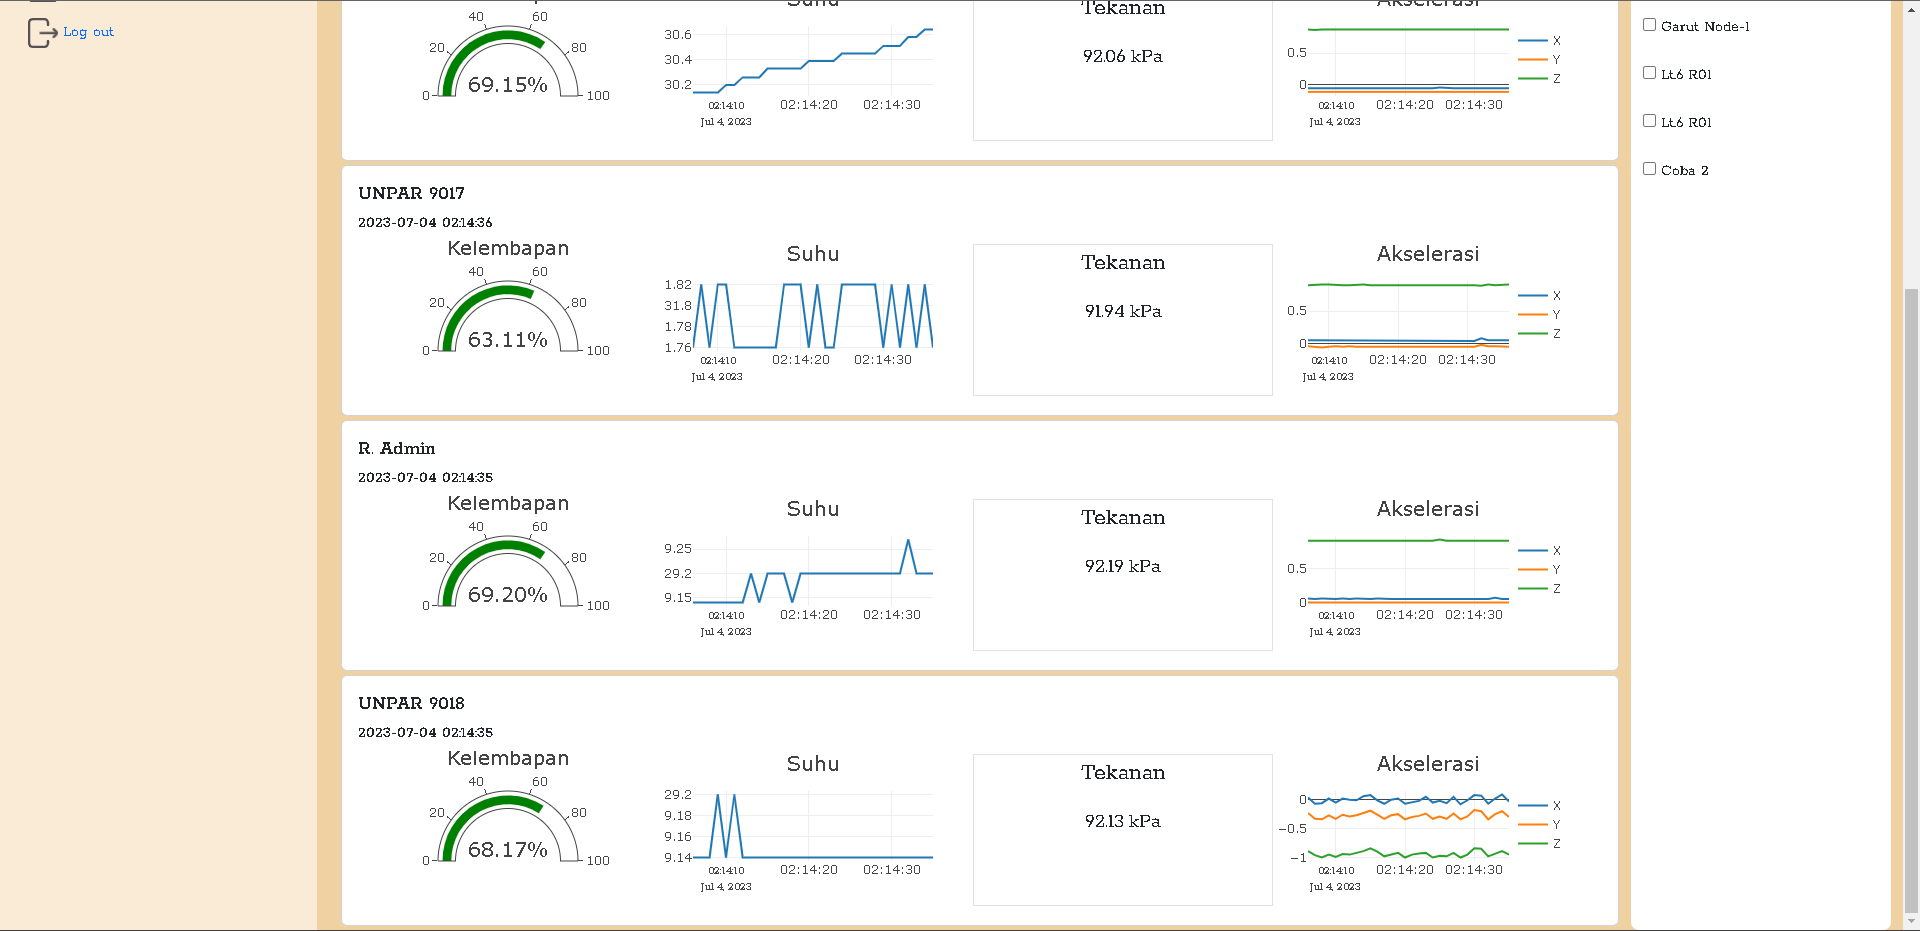 Log out
Suhu
Tekanan
Akselerasi
0
20
40
60
80
100
69.15%
30.6
30.4
30.2
02:14:10
02:14:20
02:14:30
Jul 4, 2023
92.06 kPa
0.5
0
02:14:10
02:14:20
02:14:30
Jul 4, 2023
X
Y
Z
UNPAR 9017
2023-07-04 02:14:36
Kelembapan
0
20
40
60
80
100
63.11%
Suhu
1.82
31.8
1.78
1.76
02:14:10
02:14:20
02:14:30
Jul 4, 2023
Tekanan
91.94 kPa
Akselerasi
0.5
0
02:14:10
02:14:20
02:14:30
Jul 4, 2023
X
Y
Z
R. Admin
2023-07-04 02:14:35
Kelembapan
0
20
40
60
80
100
69.20%
Suhu
9.25
29.2
9.15
02:14:10
02:14:20
02:14:30
Jul 4, 2023
Tekanan
92.19 kPa
Akselerasi
0.5
0
02:14:10
02:14:20
02:14:30
Jul 4, 2023
X
Y
Z
UNPAR 9018
2023-07-04 02:14:35
Kelembapan
0
20
40
60
80
100
68.17%
Suhu
29.2
9.18
9.16
9.14
02:14:10
02:14:20
02:14:30
Jul 4, 2023
Tekanan
92.13 kPa
Akselerasi
0
−0.5
−1
02:14:10
02:14:20
02:14:30
Jul 4, 2023
X
Y
Z
Garut Node-1
Lt.6 R01
Lt.6 R01
Coba 2